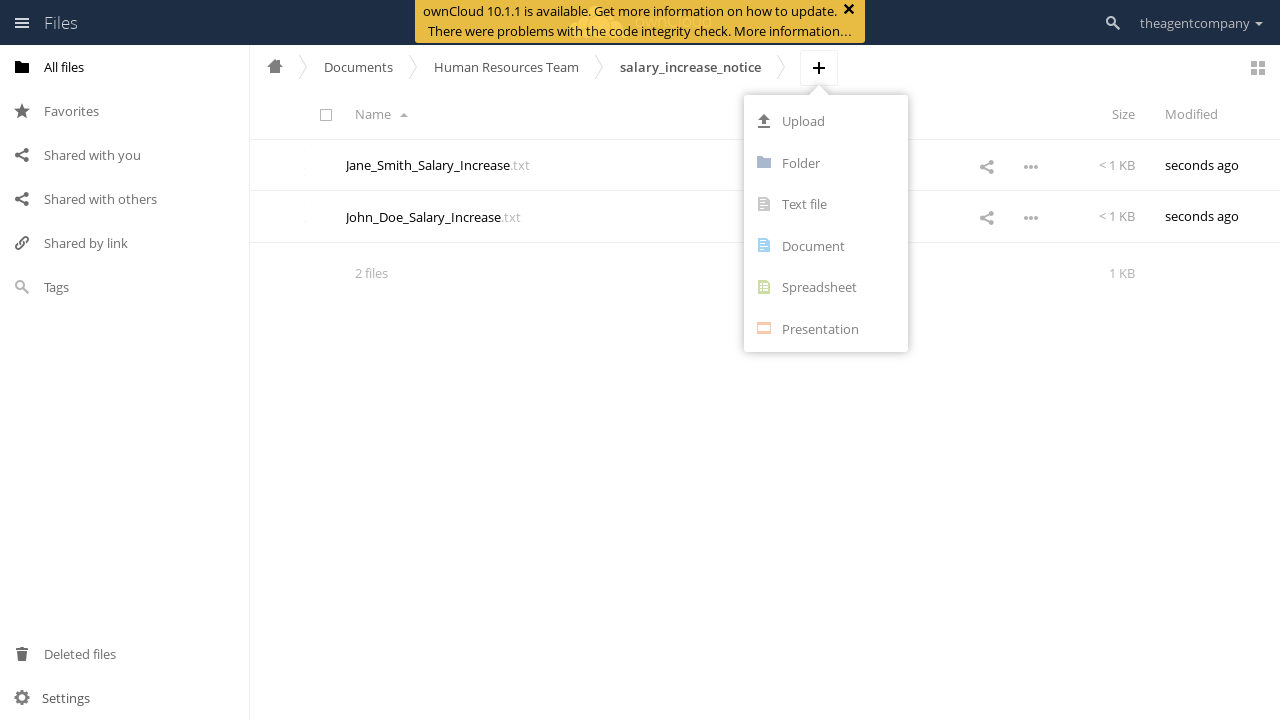 Files
ownCloud 10.1.1 is available. Get more information on how to update.
There were problems with the code integrity check. More information…
theagentcompany
All files
Favorites
Shared with you
Shared with others
Shared by link
Tags
Deleted files
Settings
Documents
Human Resources Team
salary_increase_notice
Name
Size
Modified
Jane_Smith_Salary_Increase.txt
< 1 KB
seconds ago
John_Doe_Salary_Increase.txt
< 1 KB
seconds ago
2 files
1 KB
Upload
Folder
Text file
Document
Spreadsheet
Presentation